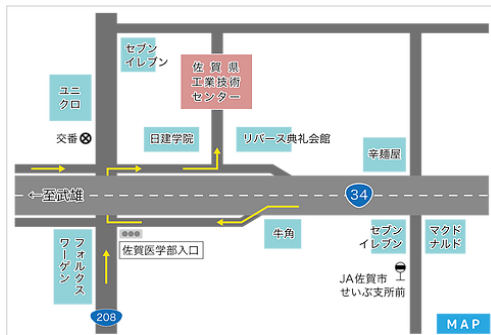 セブン
イレブン
佐賀県
工業技術
センター
ユニ
クロ
交番
日建学院
リバース典礼会館
辛麺屋
←至武雄
34
フォルクス
ワーゲン
佐賀医学部入口
牛角
セブン
イレブン
マクド
ナルド
JA佐賀市
せいぶ支所前
208
MAP